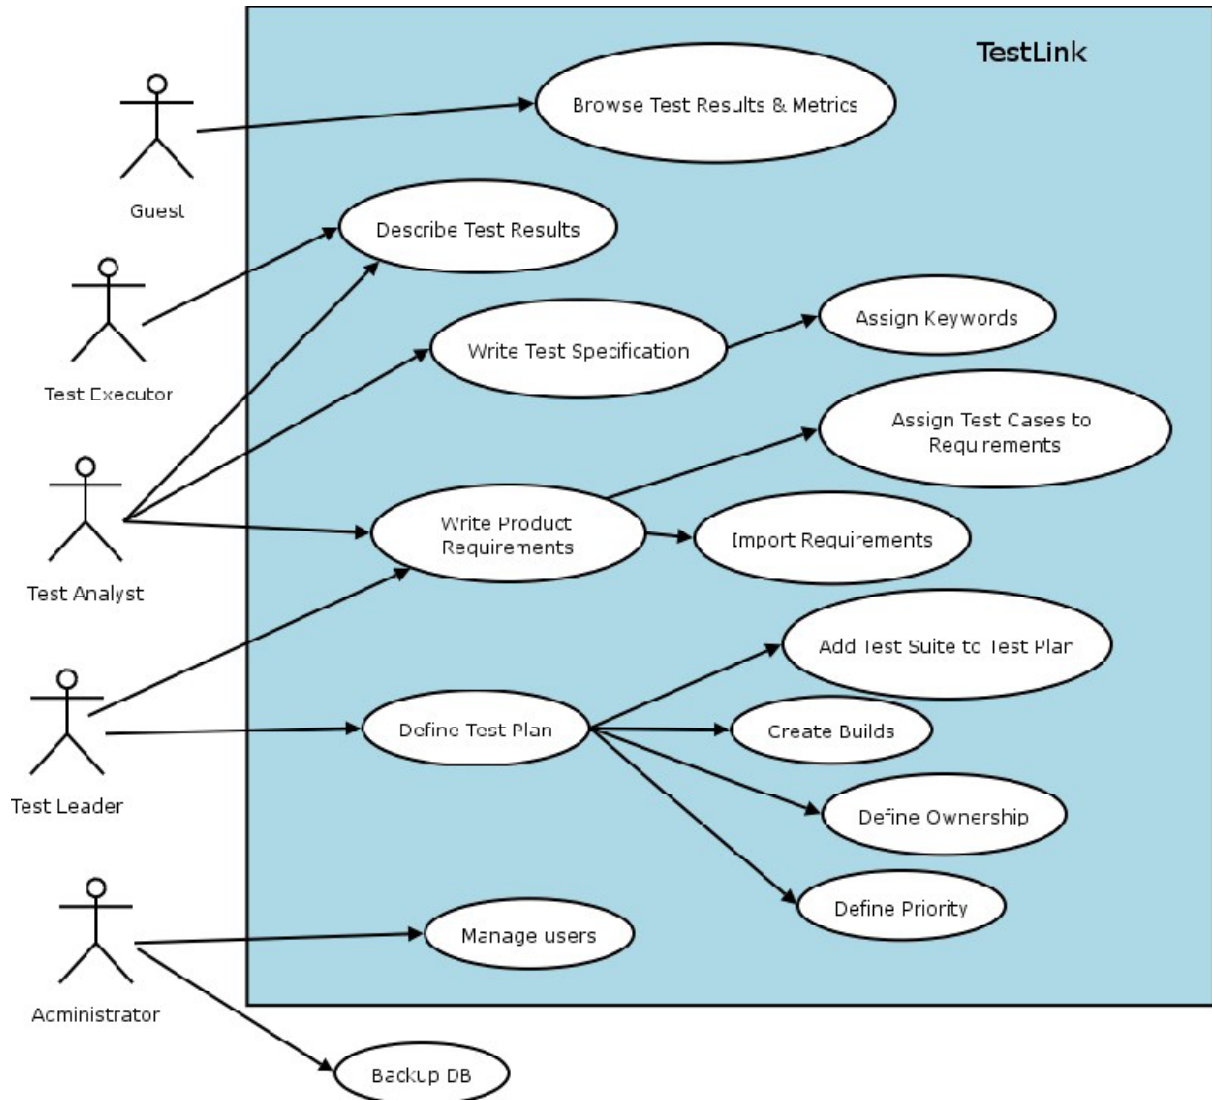 TestLink
Browse Test Results & Metrics
Guest
Describe Test Results
Test Executor
Assign Keywords
Write Test Specification
Assign Test Cases to
Requirements
Write Product
Requirements
Import Requirements
Test Analyst
Add Test Suite to Test Plan
Define Test Plan
Create Builds
Test Leader
Define Ownership
Define Priority
Manage users
Acministrator
Backup DB